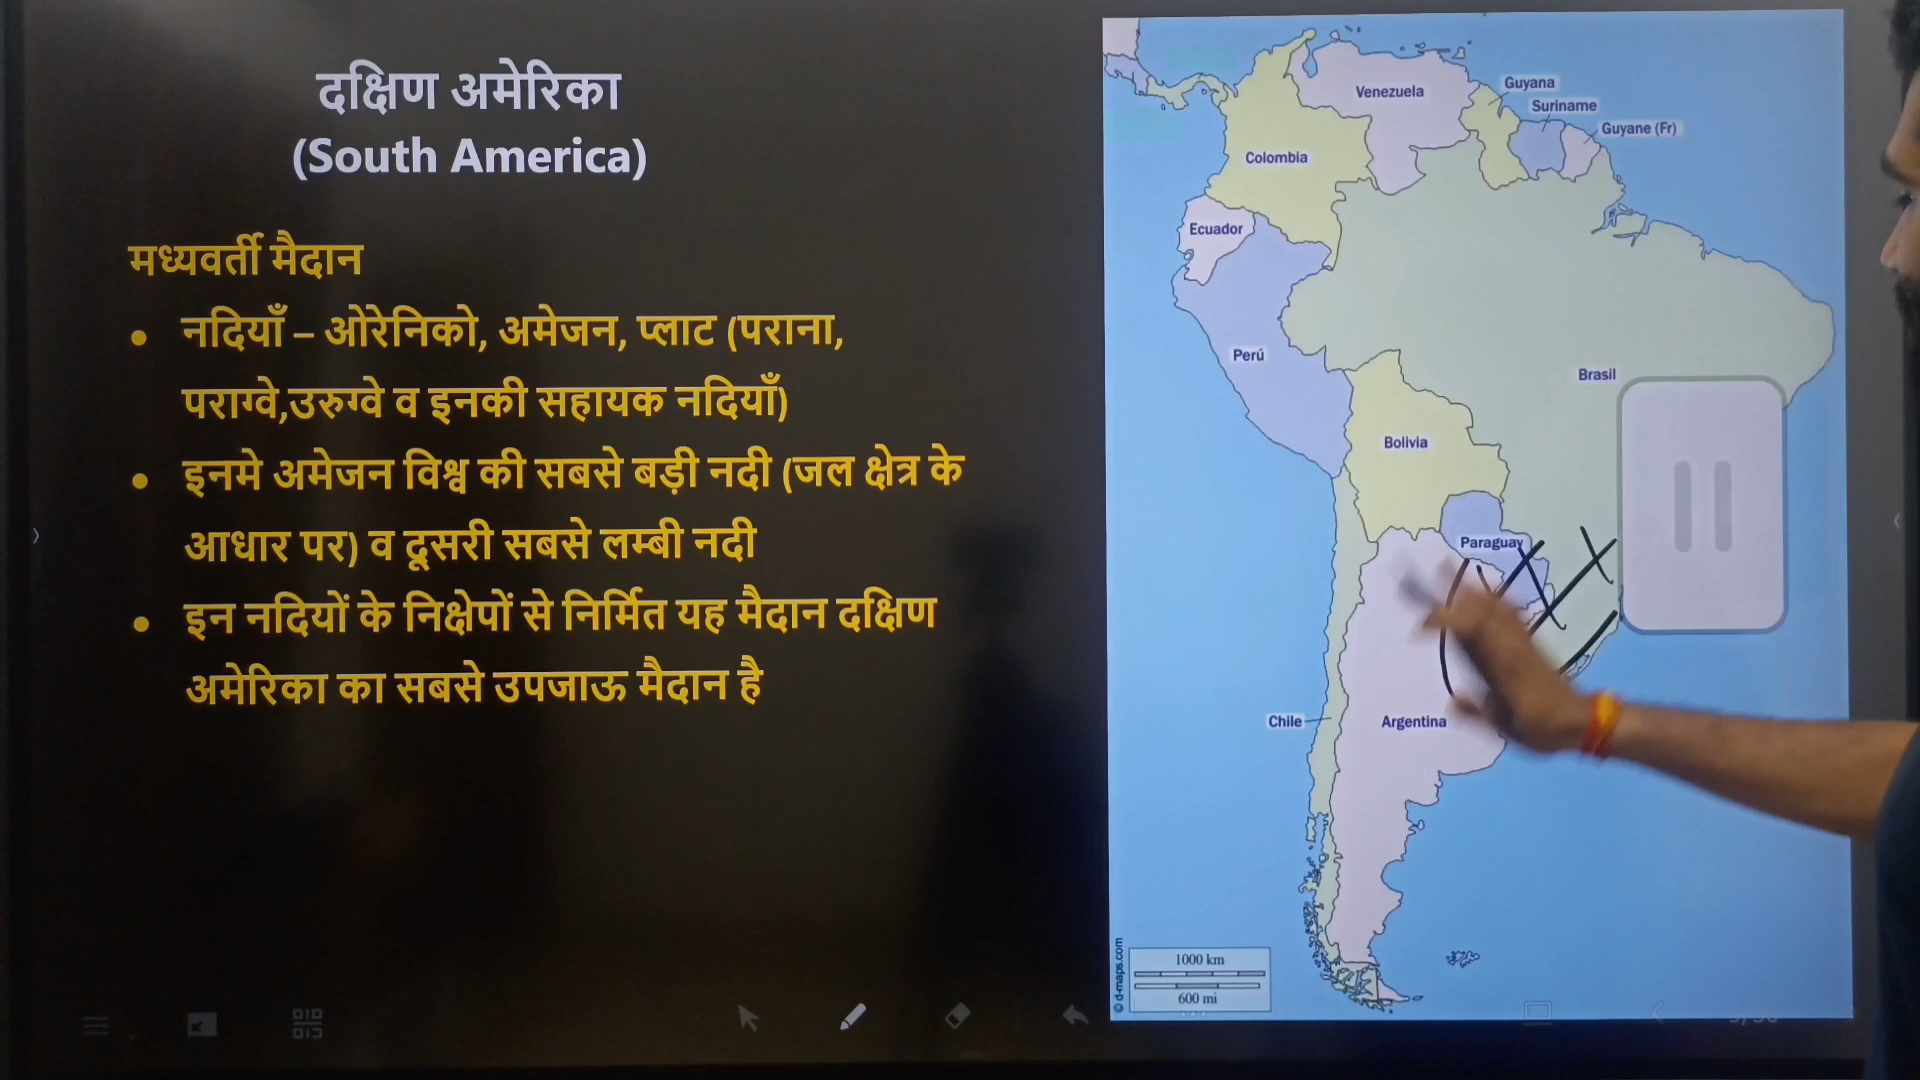 दक्षिण अमेरिका
(South America)
मध्यवर्ती मैदान
• नदियाँ – ओरेनिको, अमेजन, प्लाट (पराना,
पराग्वे,उरुग्वे व इनकी सहायक नदियाँ)
• इनमे अमेजन विश्व की सबसे बड़ी नदी (जल क्षेत्र के
आधार पर) व दूसरी सबसे लम्बी नदी
• इन नदियों के निक्षेपों से निर्मित यह मैदान दक्षिण
अमेरिका का सबसे उपजाऊ मैदान है
Venezuela
Guyana
Suriname
Guyane (Fr)
Colombia
Ecuador
Perú
Brasil
Bolivia
Paraguay
Chile
Argentina
1000 km
600 mi
© d-maps.com